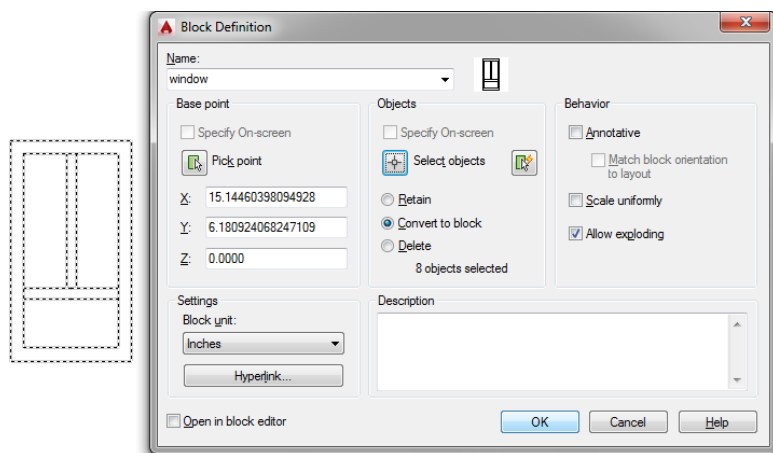 Block Definition
Name:
window
Base point
Specify On-screen
Pick point
X: 15.14460398094928
Y: 6.180924068247109
Z: 0.0000
Objects
Specify On-screen
Select objects
Retain
Convert to block
Delete
8 objects selected
Behavior
Annotative
Match block orientation
to layout
Scale uniformly
Allow exploding
Settings
Block unit:
Inches
Hyperlink...
Description
Open in block editor
OK
Cancel
Help